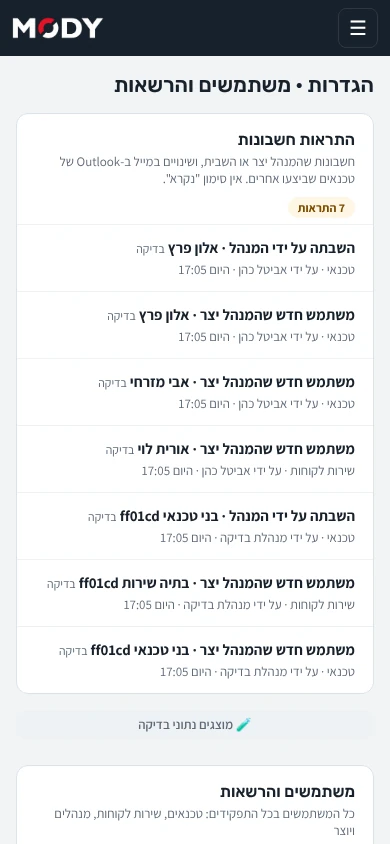 MODY
הגדרות • משתמשים והרשאות
התראות חשבונות
חשבונות שהמנהל יצר או השבית, ושינויים במייל ב-Outlook של
טכנאים שביצעו אחרים. אין סימון "נקרא".
7 התראות
השבתה על ידי המנהל · אלון פרץ בדיקה
טכנאי · על ידי אביטל כהן · היום 17:05
משתמש חדש שהמנהל יצר · אלון פרץ בדיקה
טכנאי · על ידי אביטל כהן · היום 17:05
משתמש חדש שהמנהל יצר · אבי מזרחי בדיקה
טכנאי · על ידי אביטל כהן · היום 17:05
משתמש חדש שהמנהל יצר · אורית לוי בדיקה
שירות לקוחות · על ידי אביטל כהן · היום 17:05
השבתה על ידי המנהל · בני טכנאי ff01cd בדיקה
טכנאי · על ידי מנהלת בדיקה · היום 17:05
משתמש חדש שהמנהל יצר · בתיה שירות ff01cd בדיקה
שירות לקוחות · על ידי מנהלת בדיקה · היום 17:05
משתמש חדש שהמנהל יצר · בני טכנאי ff01cd בדיקה
טכנאי · על ידי מנהלת בדיקה · היום 17:05
🧪 מוצגים נתוני בדיקה
משתמשים והרשאות
כל המשתמשים בכל התפקידים: טכנאים, שירות לקוחות, מנהלים
ויוצר